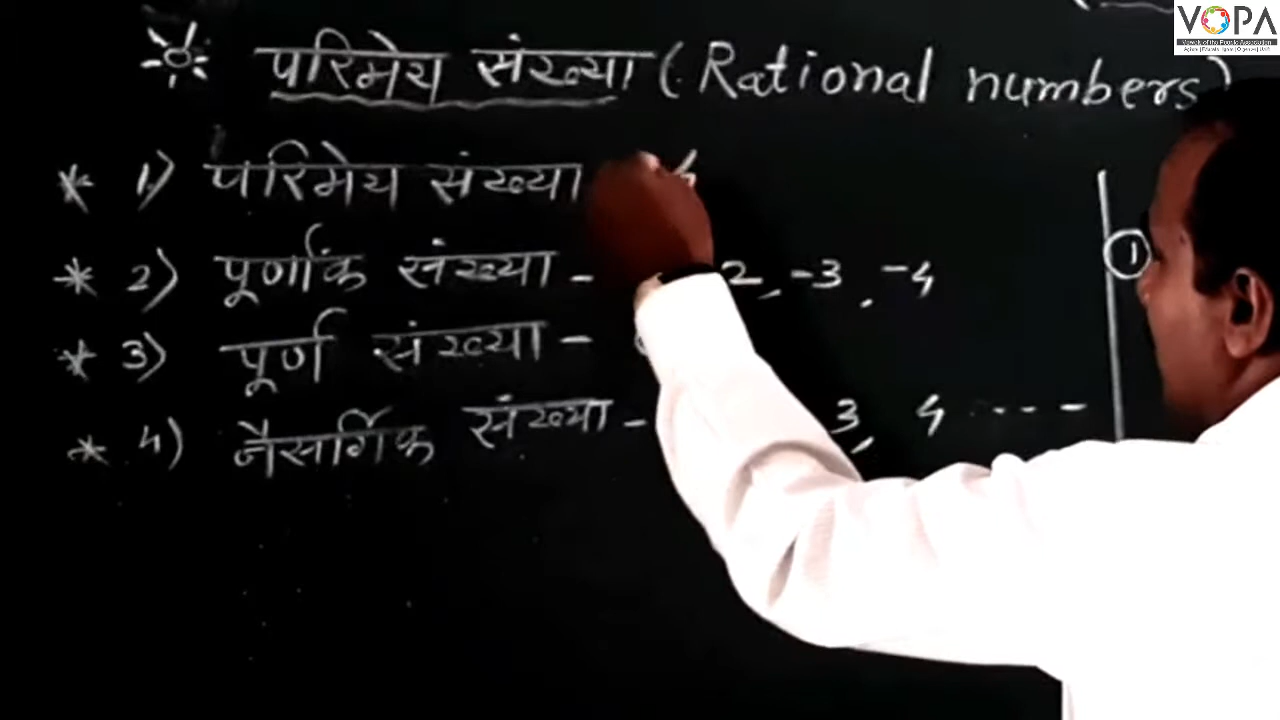 VOPA
परिमेय संख्या (Rational numbers)
* 1) परिमेय संख्या
* 2) पूर्णांक संख्या - 2, -3, -4
* 3) पूर्ण संख्या -
* 4) नैसर्गिक संख्या - 3, 4 ....-
1